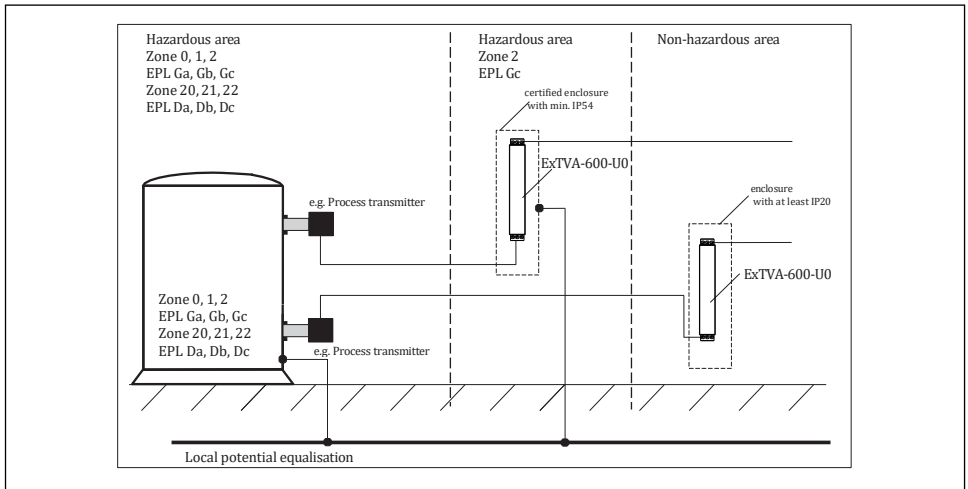 Hazardous area
Zone 0, 1, 2
EPL Ga, Gb, Gc
Zone 20, 21, 22
EPL Da, Db, Dc
Hazardous area
Zone 2
EPL Gc
Non-hazardous area
certified enclosure
with min. IP54
ExTVA-600-U0
enclosure
with at least IP20
e.g. Process transmitter
ExTVA-600-U0
Zone 0, 1, 2
EPL Ga, Gb, Gc
Zone 20, 21, 22
EPL Da, Db, Dc
e.g. Process transmitter
Local potential equalisation